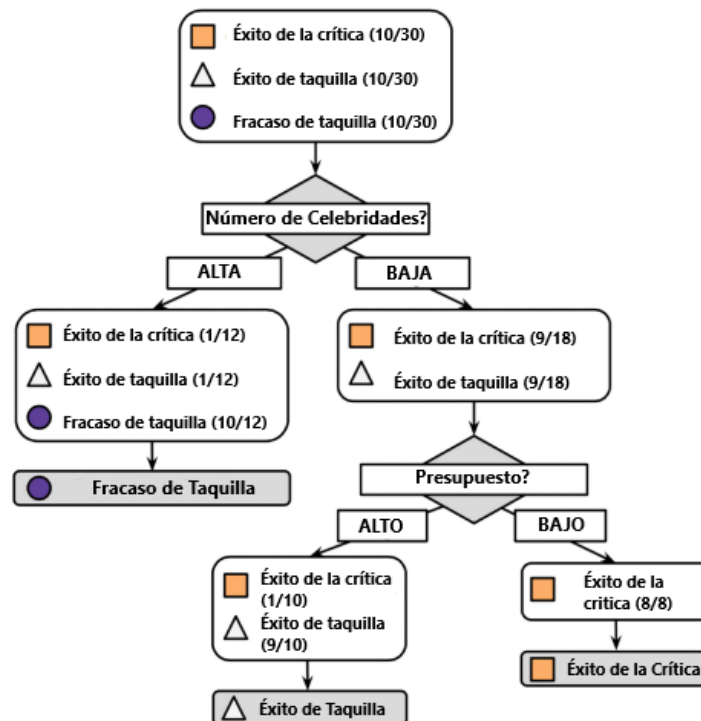 Éxito de la crítica (10/30)
Éxito de taquilla (10/30)
Fracaso de taquilla (10/30)
Número de Celebridades?
ALTA
BAJA
Éxito de la crítica (1/12)
Éxito de taquilla (1/12)
Fracaso de taquilla (10/12)
Fracaso de Taquilla
Éxito de la crítica (9/18)
Éxito de taquilla (9/18)
Presupuesto?
ALTO
BAJO
Éxito de la crítica
(1/10)
Éxito de taquilla
(9/10)
Éxito de Taquilla
Éxito de la
critica (8/8)
Éxito de la Crítica